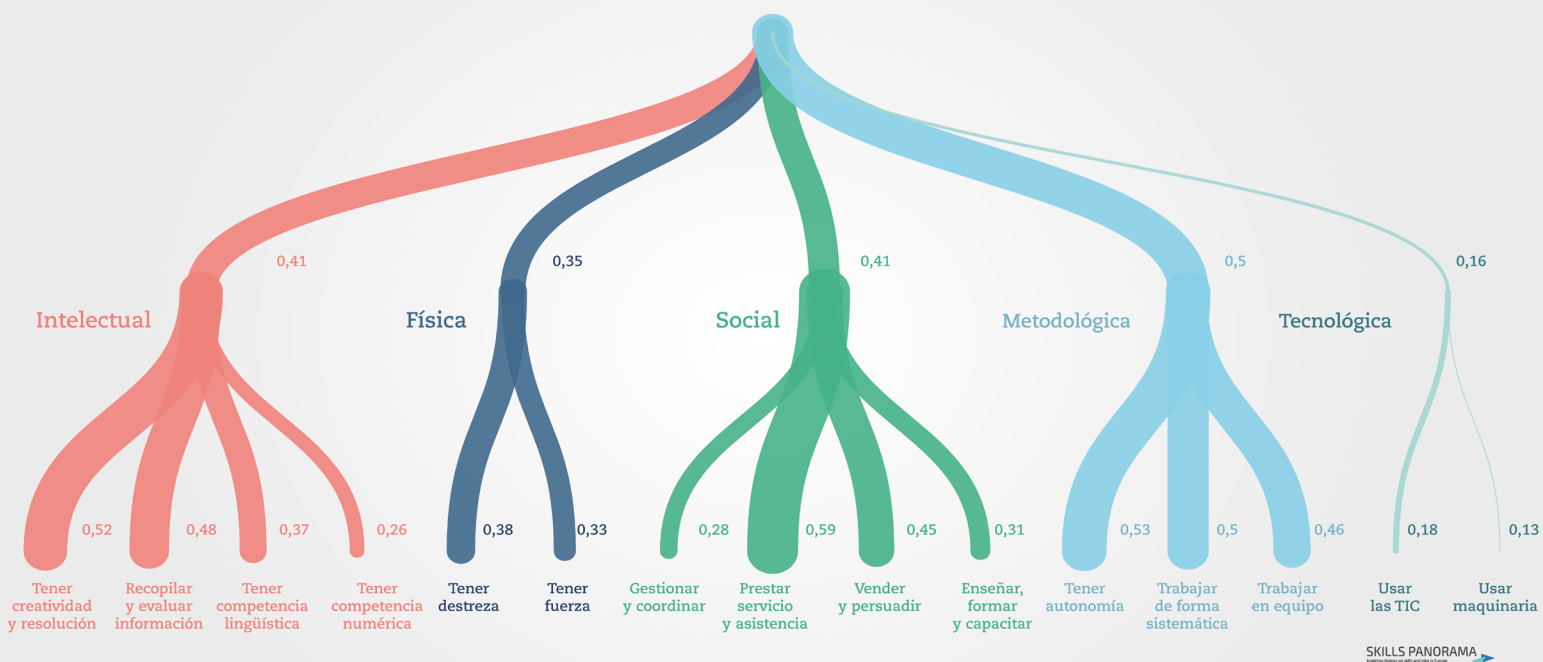 0,41
0,35
0,41
0,5
0,16
Intelectual
Física
Social
Metodológica
Tecnológica
0,52
0,48
0,37
0,26
0,38
0,33
0,28
0,59
0,45
0,31
0,53
0,5
0,46
0,18
0,13
Tener
creatividad
y resolución
Recopilar
y evaluar
información
Tener
competencia
lingüística
Tener
competencia
numérica
Tener
destreza
Tener
fuerza
Gestionar
y coordinar
Prestar
servicio
y asistencia
Vender
y persuadir
Enseñar,
formar
y capacitar
Tener
autonomía
Trabajar
de forma
sistemática
Trabajar
en equipo
Usar
las TIC
Usar
maquinaria
SKILLS PANORAMA